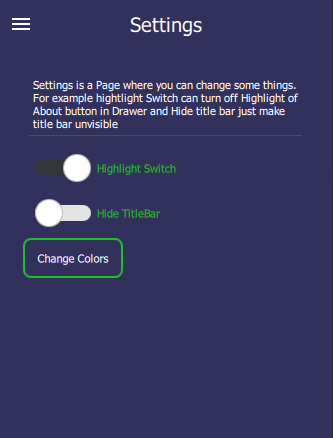 Settings
Settings is a Page where you can change some things.
For example hightlight Switch can turn off Highlight of
About button in Drawer and Hide title bar just make
title bar unvisible
Highlight Switch
Hide TitleBar
Change Colors